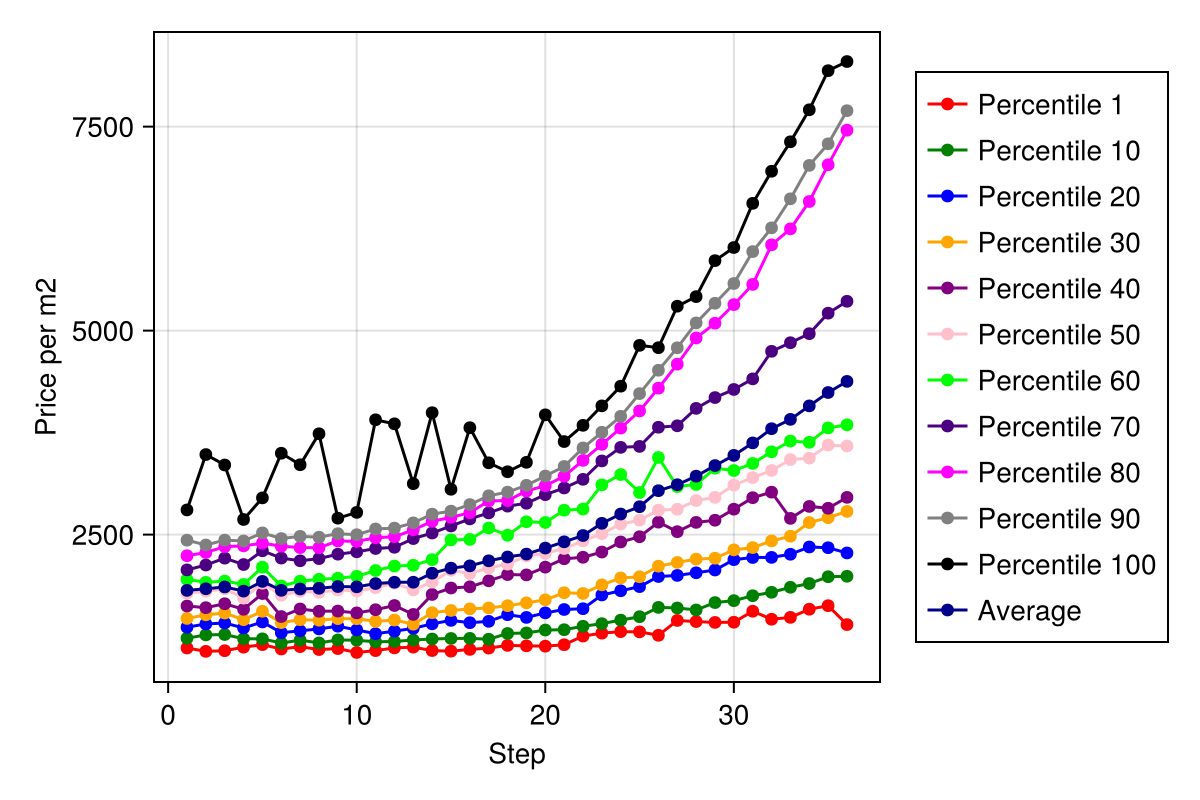 Price per m2
7500
5000
2500
0
10
20
30
Step
Percentile 1
Percentile 10
Percentile 20
Percentile 30
Percentile 40
Percentile 50
Percentile 60
Percentile 70
Percentile 80
Percentile 90
Percentile 100
Average